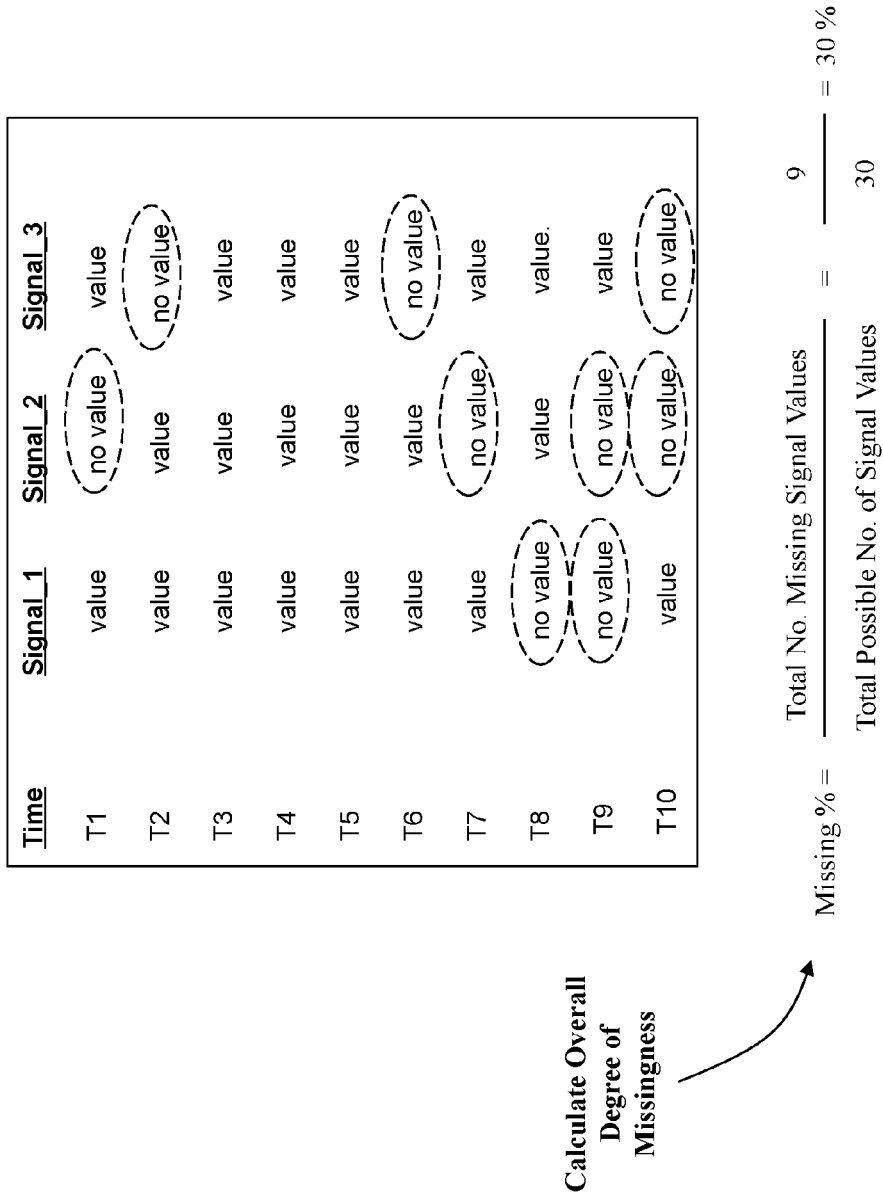 Time Signal_1 Signal_2 Signal_3
T1 value no value value
T2 value value no value
T3 value value value
T4 value value value
T5 value value value
T6 value value no value
T7 value no value value
T8 no value value value.
T9 no value no value value
T10 value no value no value
Calculate Overall
Degree of
Missingness
Missing % = Total No. Missing Signal Values = 9 = 30 %
Total Possible No. of Signal Values 30